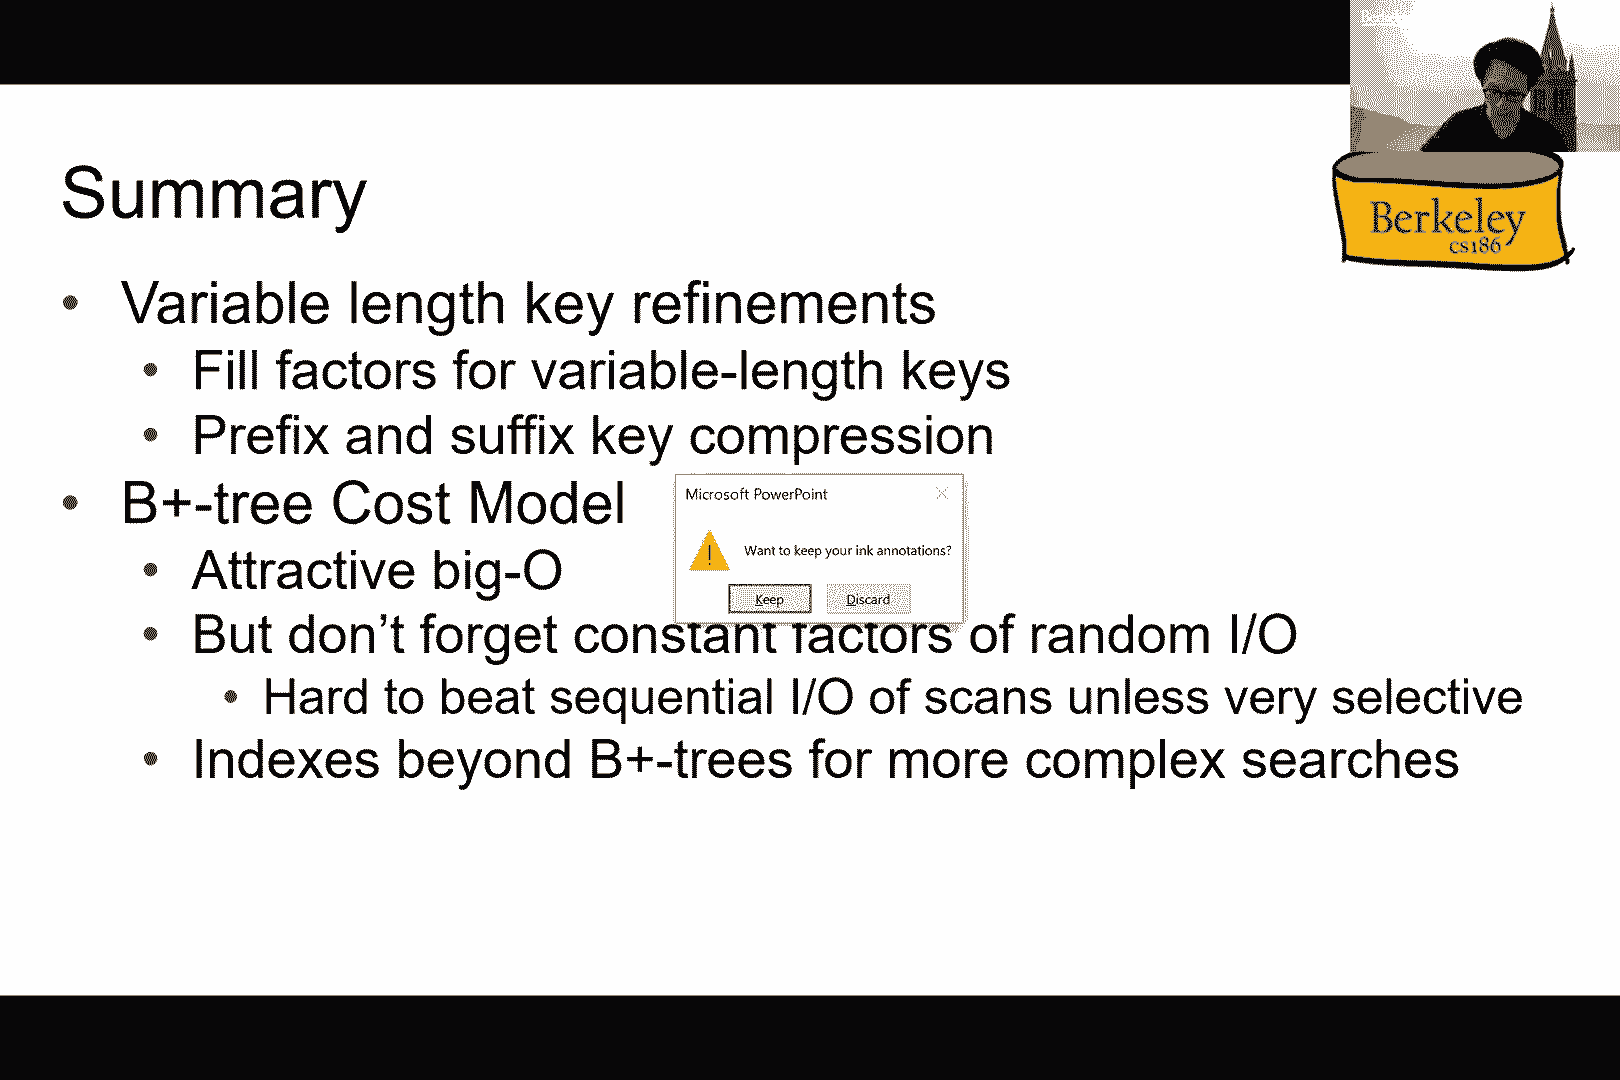 Summary
Berkeley
cs186
• Variable length key refinements
• Fill factors for variable-length keys
• Prefix and suffix key compression
• B+-tree Cost Model
• Attractive big-O
• But don’t forget constant factors of random I/O
• Hard to beat sequential I/O of scans unless very selective
• Indexes beyond B+-trees for more complex searches
Microsoft PowerPoint
Want to keep your ink annotations?
Keep
Discard